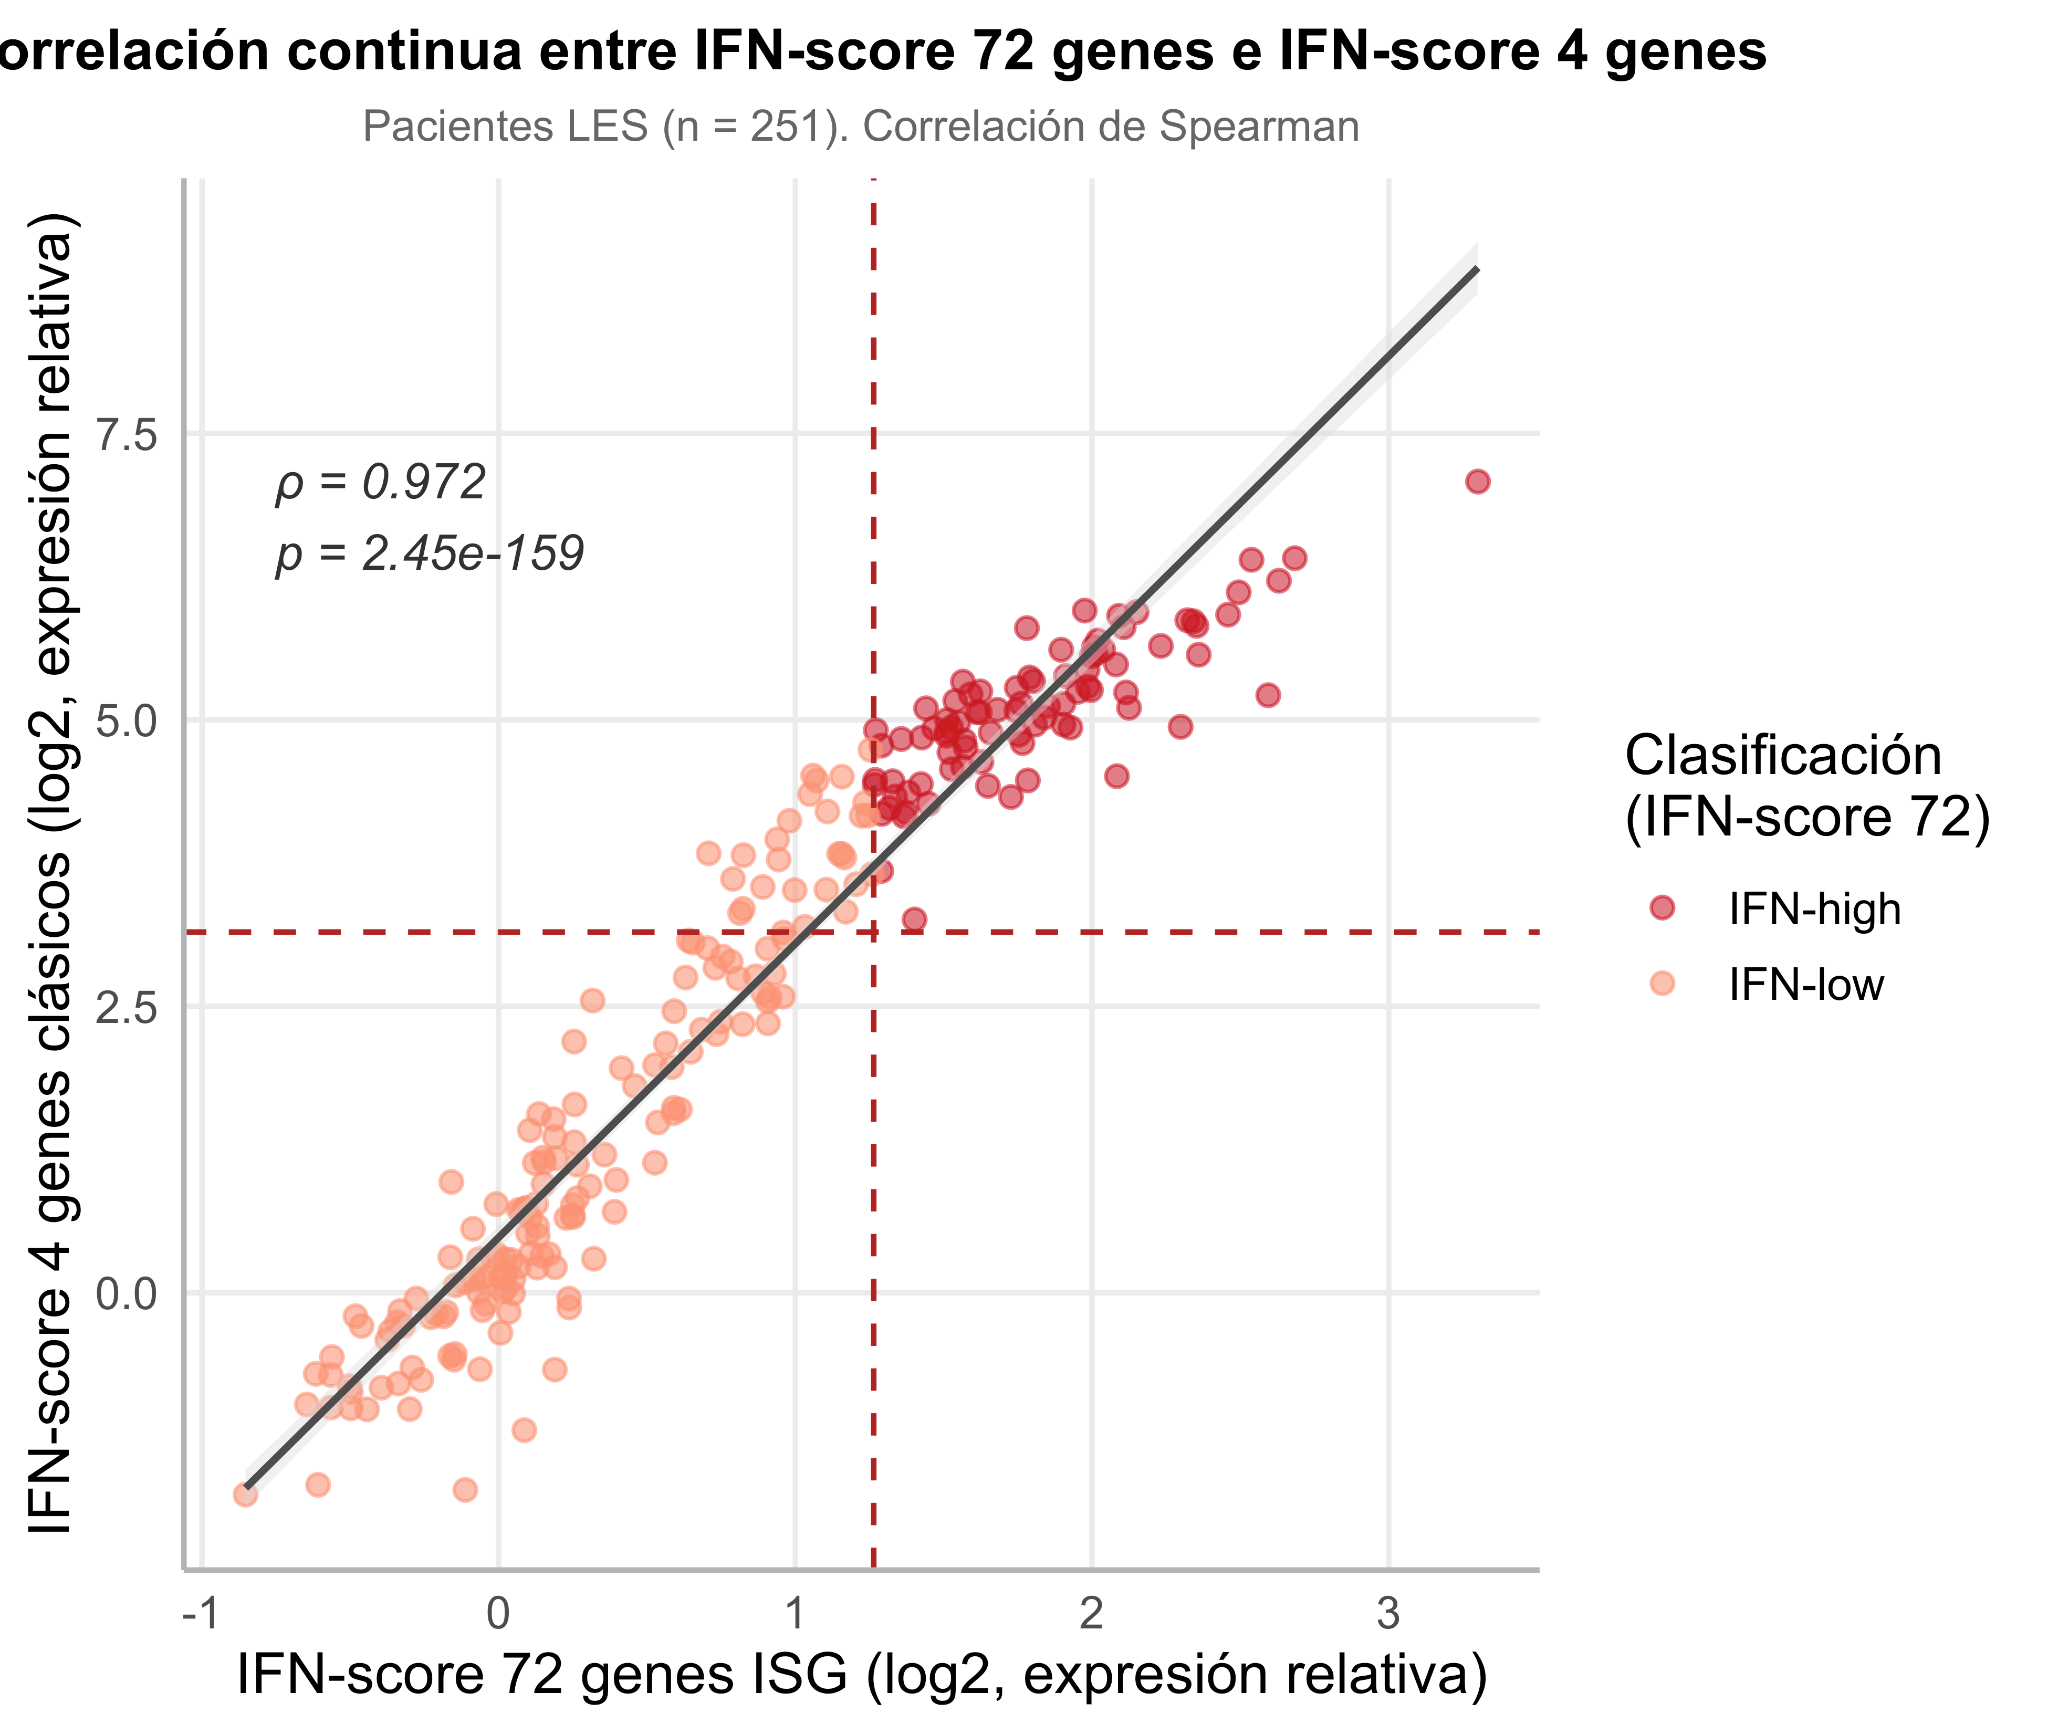 orrelación continua entre IFN-score 72 genes e IFN-score 4 genes
Pacientes LES (n = 251). Correlación de Spearman
IFN-score 4 genes clásicos (log2, expresión relativa)
7.5
5.0
2.5
0.0
ρ = 0.972
p = 2.45e-159
-1 0 1 2 3
IFN-score 72 genes ISG (log2, expresión relativa)
Clasificación
(IFN-score 72)
IFN-high
IFN-low